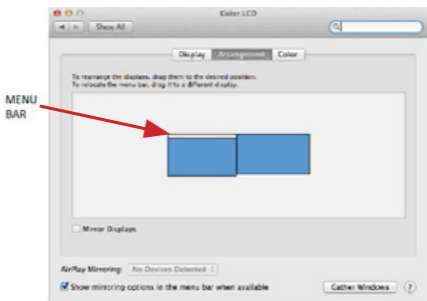 Color LCD
Show All
Display Arrangement Color
To rearrange the displays, drag them to the desired position.
To relocate the menu bar, drag it to a different display.
MENU
BAR
Mirror Displays
AirPlay Mirroring: No Devices Detected
Show mirroring options in the menu bar when available
Gather Windows ?